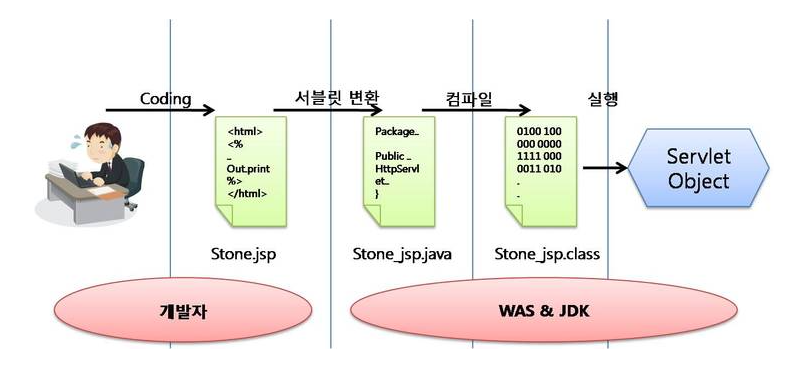 Coding
서블릿 변환
컴파일
실행
<html>
<%
_
Out.print
%>
</html>
Package_
Public _
HttpServl
et_
}
0100 100
000 0000
1111 000
0011 010
.
.
Servlet
Object
Stone.jsp
Stone_jsp.java
Stone_jsp.class
개발자
WAS & JDK